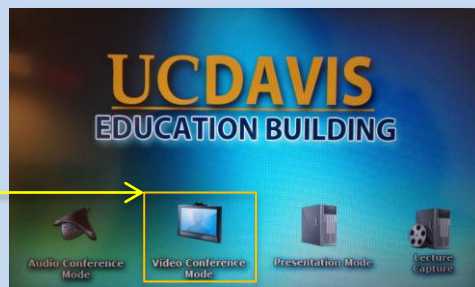 UCDAVIS
EDUCATION BUILDING
Audio Conference Mode
Video Conference Mode
Presentation Mode
Lecture Capture